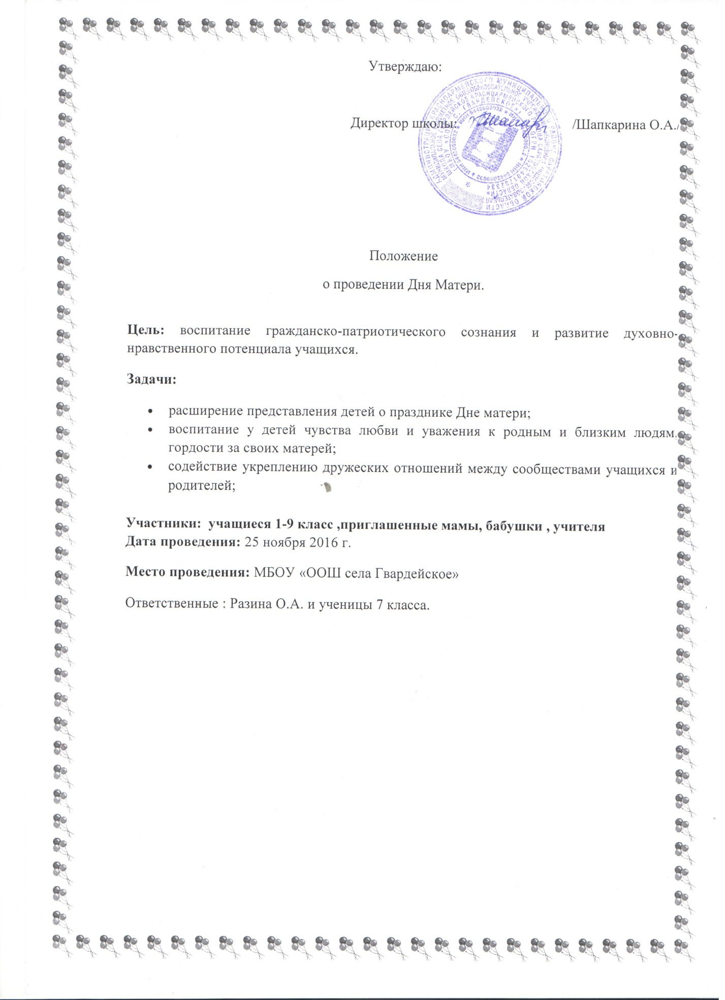 Утверждаю:
Директор школы: /Шапкарина О.А./
Положение
о проведении Дня Матери.
Цель: воспитание гражданско-патриотического сознания и развитие духовно-
нравственного потенциала учащихся.
Задачи:
• расширение представления детей о празднике Дне матери;
• воспитание у детей чувства любви и уважения к родным и близким людям,
гордости за своих матерей;
• содействие укреплению дружеских отношений между сообществами учащихся и
родителей;
Участники: учащиеся 1-9 класс ,приглашенные мамы, бабушки , учителя
Дата проведения: 25 ноября 2016 г.
Место проведения: МБОУ «ООШ села Гвардейское»
Ответственные : Разина О.А. и ученицы 7 класса.